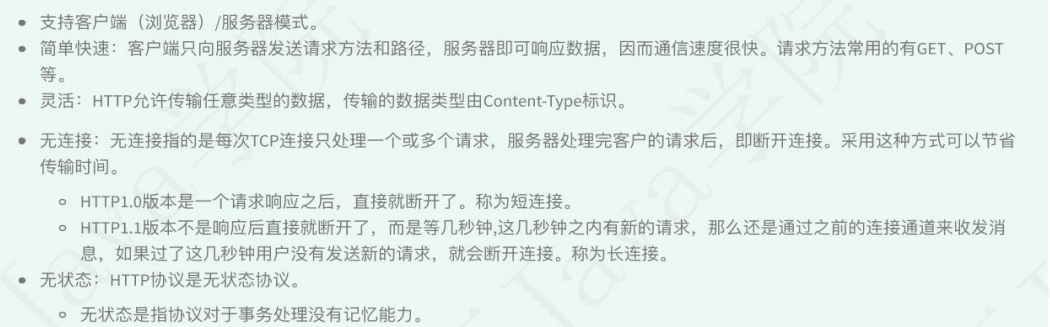 • 支持客户端（浏览器）/服务器模式。
• 简单快速：客户端只向服务器发送请求方法和路径，服务器即可响应数据，因而通信速度很快。请求方法常用的有GET、POST
等。
• 灵活：HTTP允许传输任意类型的数据，传输的数据类型由Content-Type标识。
• 无连接：无连接指的是每次TCP连接只处理一个或多个请求，服务器处理完客户的请求后，即断开连接。采用这种方式可以节省
传输时间。
◦ HTTP1.0版本是一个请求响应之后，直接就断开了。称为短连接。
◦ HTTP1.1版本不是响应后直接就断开了，而是等几秒钟,这几秒钟之内有新的请求，那么还是通过之前的连接通道来收发消
息，如果过了这几秒钟用户没有发送新的请求，就会断开连接。称为长连接。
• 无状态：HTTP协议是无状态协议。
◦ 无状态是指协议对于事务处理没有记忆能力。
Java学院